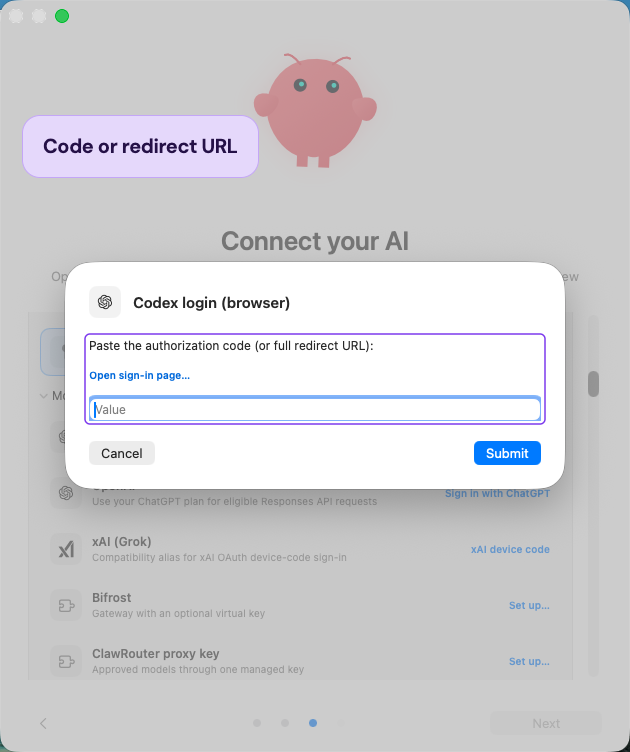 Code or redirect URL
Connect your AI
Op
ew
Codex login (browser)
Paste the authorization code (or full redirect URL):
Open sign-in page...
Value
Cancel
Submit
Mo
Use your ChatGPT plan for eligible Responses API requests
Sign in with ChatGPT
xAI (Grok)
Compatibility alias for xAI OAuth device-code sign-in
xAI device code
Bifrost
Gateway with an optional virtual key
Set up...
ClawRouter proxy key
Approved models through one managed key
Set up...
Next